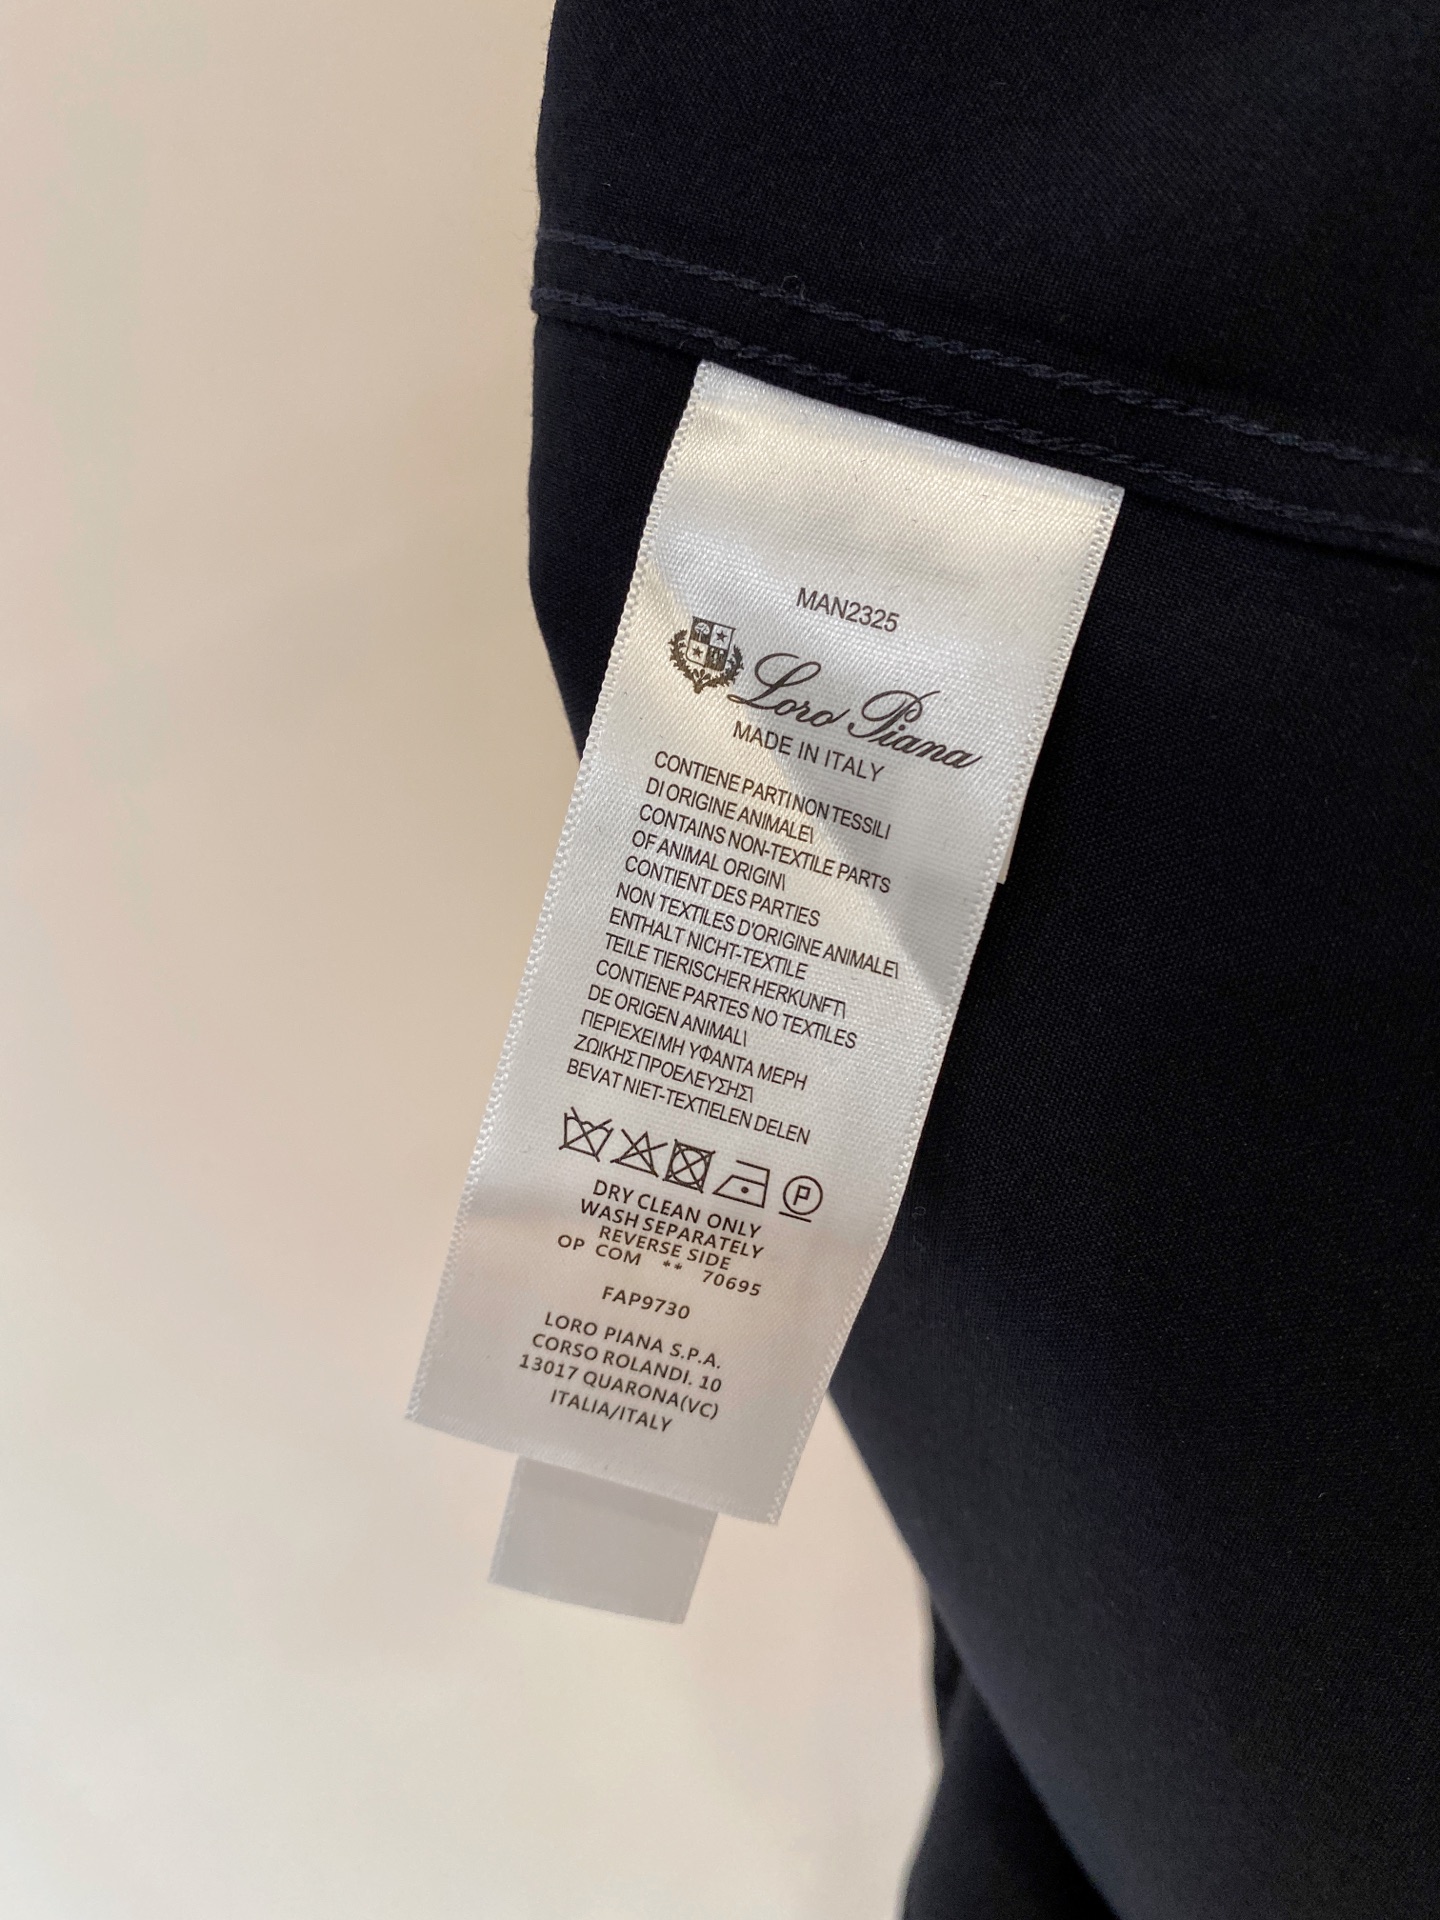 MAN2325
Loro Piana
MADE IN ITALY
CONTIENE PARTI NON TESSILI
DI ORIGINE ANIMALE\
CONTAINS NON-TEXTILE PARTS
OF ANIMAL ORIGIN\
CONTIENT DES PARTIES
NON TEXTILES D'ORIGINE ANIMALE\
ENTHALT NICHT-TEXTILE
TEILE TIERISCHER HERKUNFT\
CONTIENE PARTES NO TEXTILES
DE ORIGEN ANIMAL\
ΠΕΡΙΕΧΕΙ ΜΗ ΥΦΑΝΤΑ ΜΕΡΗ
ΖΩΙΚΗΣ ΠΡΟΕΛΕΥΣΗΣ\
BEVAT NIET-TEXTIELEN DELEN
P
DRY CLEAN ONLY
WASH SEPARATELY
REVERSE SIDE
OP COM ** 70695
FAP9730
LORO PIANA S.P.A.
CORSO ROLANDI. 10
13017 QUARONA(VC)
ITALIA/ITALY